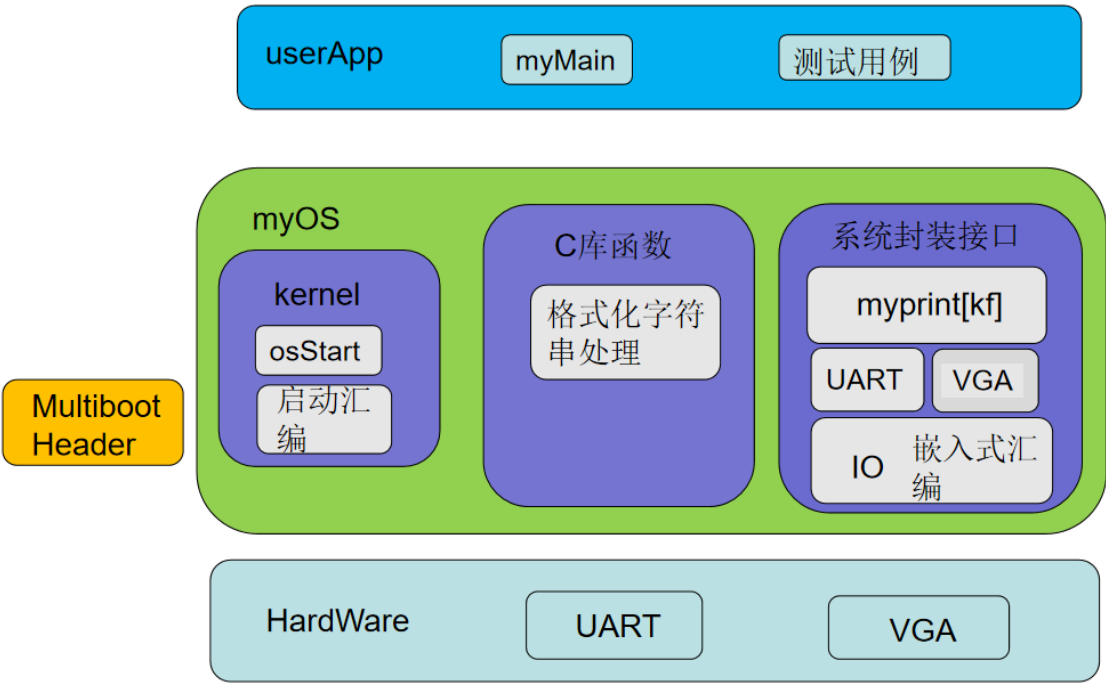 userApp
myMain
测试用例
myOS
kernel
osStart
启动汇
编
C库函数
格式化字符
串处理
系统封装接口
myprint[kf]
UART
VGA
IO
嵌入式汇
编
Multiboot
Header
HardWare
UART
VGA